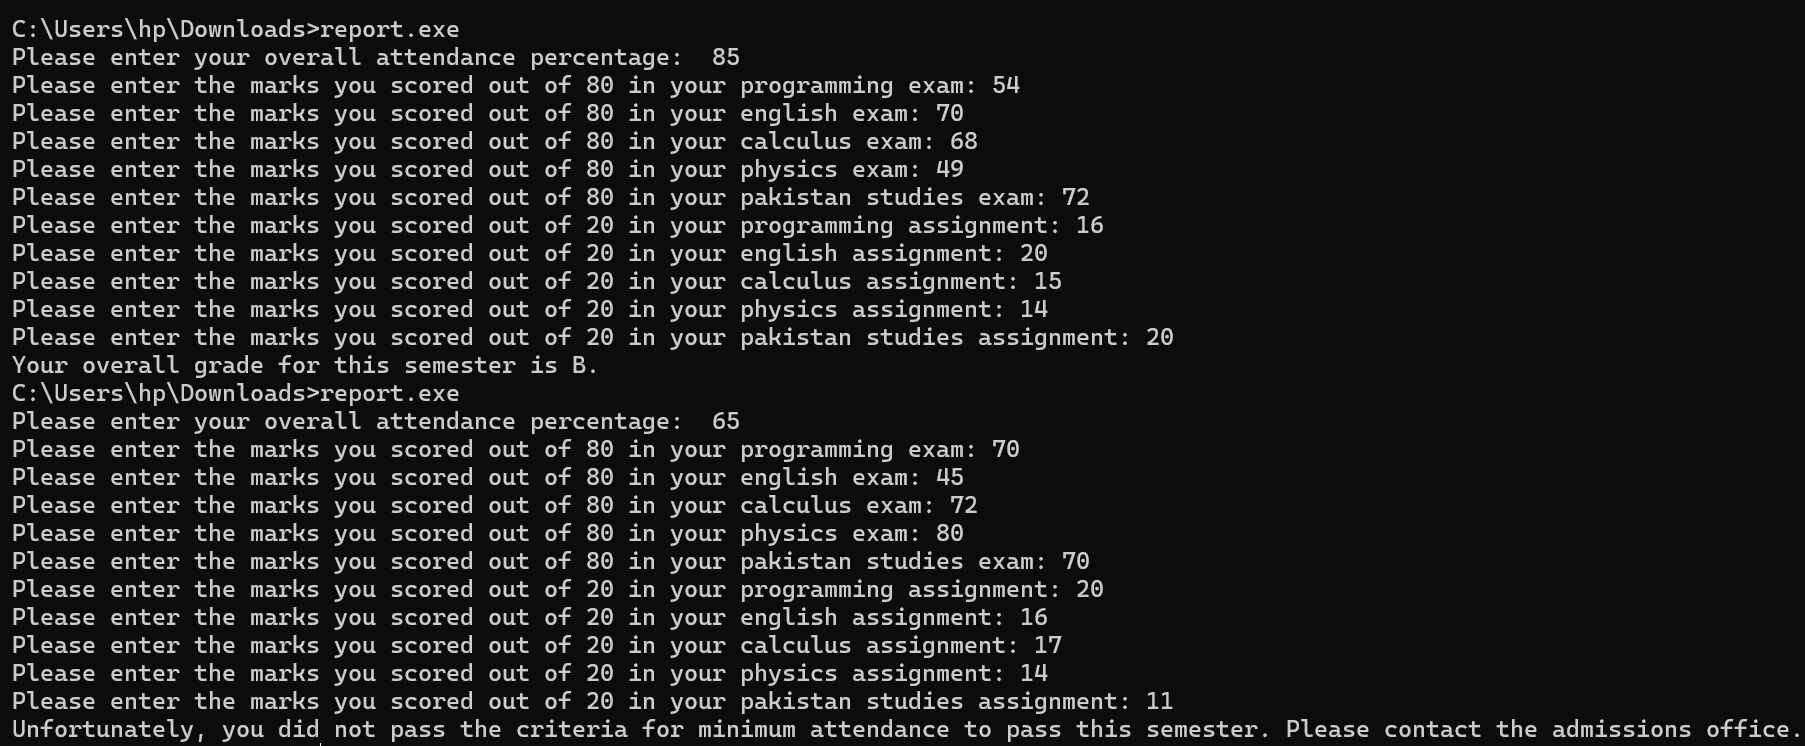 C:\Users\hp\Downloads>report.exe
Please enter your overall attendance percentage:  85
Please enter the marks you scored out of 80 in your programming exam: 54
Please enter the marks you scored out of 80 in your english exam: 70
Please enter the marks you scored out of 80 in your calculus exam: 68
Please enter the marks you scored out of 80 in your physics exam: 49
Please enter the marks you scored out of 80 in your pakistan studies exam: 72
Please enter the marks you scored out of 20 in your programming assignment: 16
Please enter the marks you scored out of 20 in your english assignment: 20
Please enter the marks you scored out of 20 in your calculus assignment: 15
Please enter the marks you scored out of 20 in your physics assignment: 14
Please enter the marks you scored out of 20 in your pakistan studies assignment: 20
Your overall grade for this semester is B.
C:\Users\hp\Downloads>report.exe
Please enter your overall attendance percentage:  65
Please enter the marks you scored out of 80 in your programming exam: 70
Please enter the marks you scored out of 80 in your english exam: 45
Please enter the marks you scored out of 80 in your calculus exam: 72
Please enter the marks you scored out of 80 in your physics exam: 80
Please enter the marks you scored out of 80 in your pakistan studies exam: 70
Please enter the marks you scored out of 20 in your programming assignment: 20
Please enter the marks you scored out of 20 in your english assignment: 16
Please enter the marks you scored out of 20 in your calculus assignment: 17
Please enter the marks you scored out of 20 in your physics assignment: 14
Please enter the marks you scored out of 20 in your pakistan studies assignment: 11
Unfortunately, you did not pass the criteria for minimum attendance to pass this semester. Please contact the admissions office.